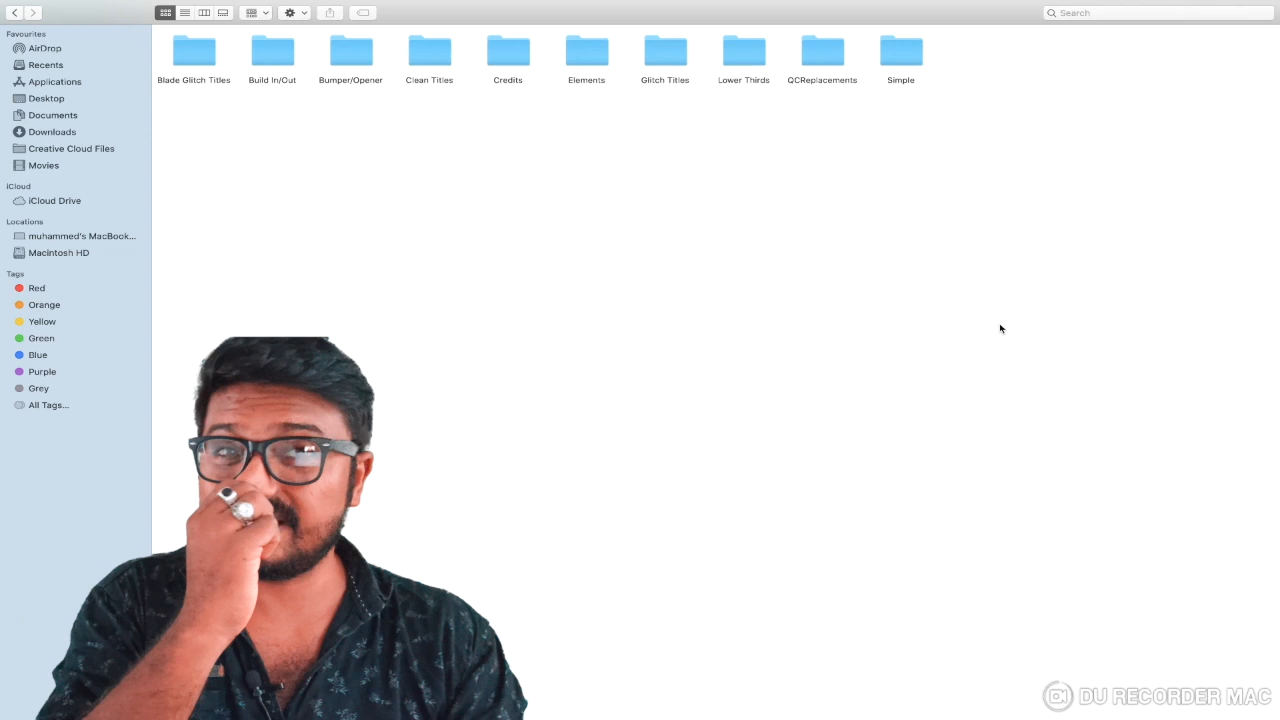 Search
Favourites
AirDrop
Recents
Applications
Desktop
Documents
Downloads
Creative Cloud Files
Movies
iCloud
iCloud Drive
Locations
muhammed's MacBook...
Macintosh HD
Tags
Red
Orange
Yellow
Green
Blue
Purple
Grey
All Tags...
Blade Glitch Titles
Build In/Out
Bumper/Opener
Clean Titles
Credits
Elements
Glitch Titles
Lower Thirds
QCReplacements
Simple
DU RECORDER MAC